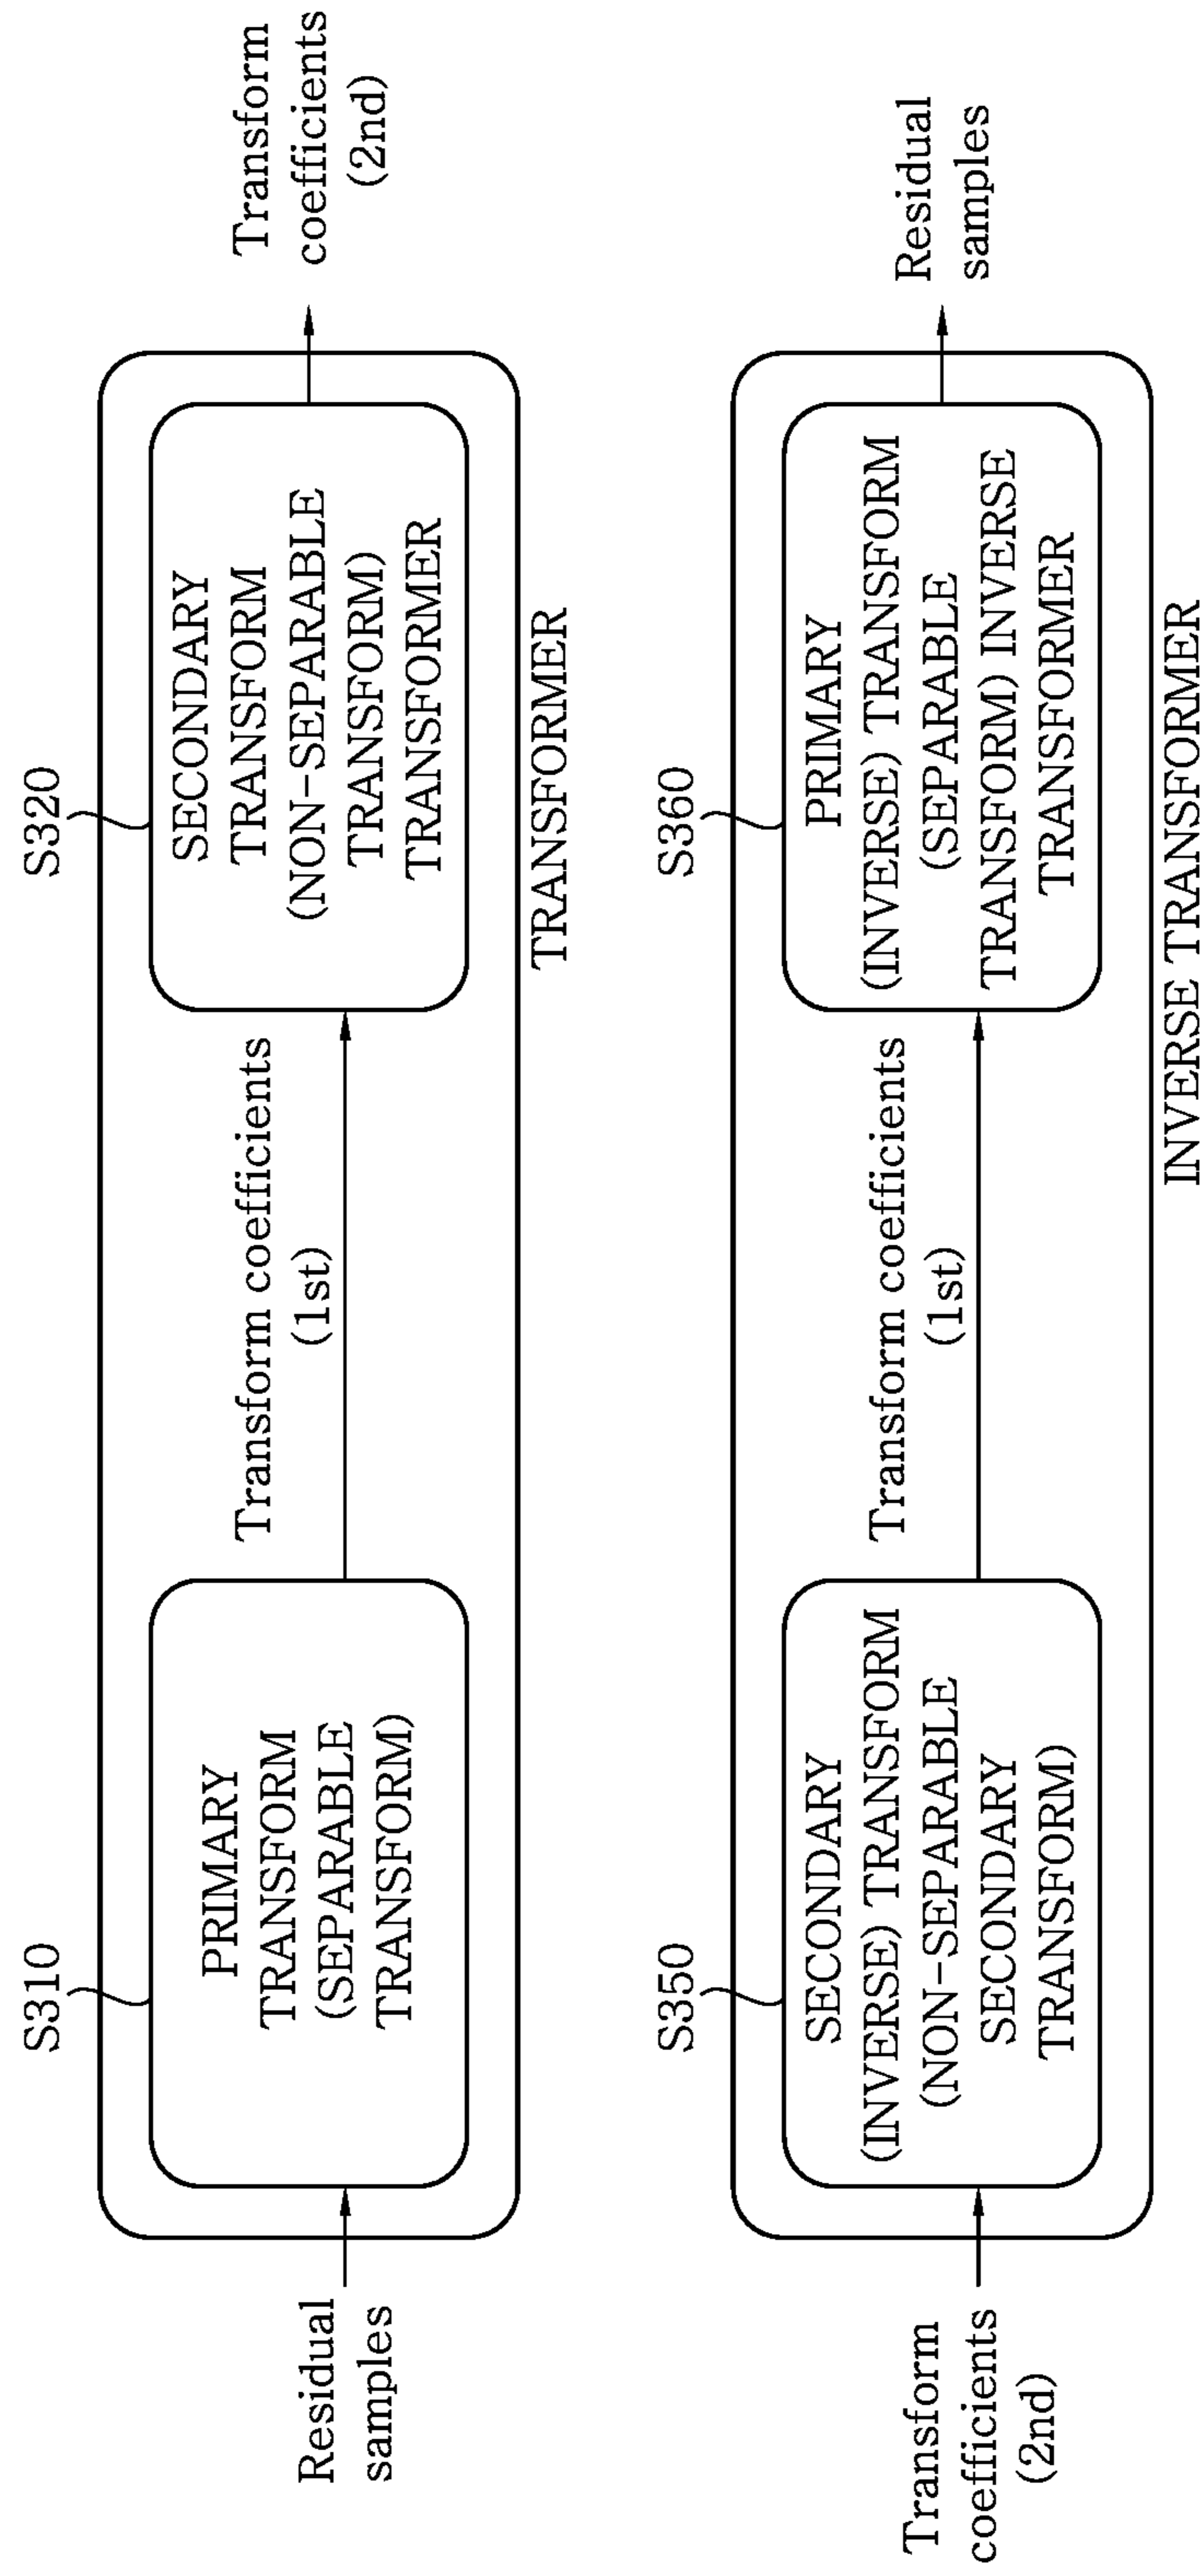 S310
S320
Residual
samples
PRIMARY
TRANSFORM
(SEPARABLE
TRANSFORM)
Transform coefficients
(1st)
SECONDARY
TRANSFORM
(NON-SEPARABLE
TRANSFORM)
TRANSFORMER
Transform
coefficients
(2nd)
TRANSFORMER
S350
S360
Transform
coefficients
(2nd)
SECONDARY
(INVERSE) TRANSFORM
(NON-SEPARABLE
SECONDARY
TRANSFORM)
Transform coefficients
(1st)
PRIMARY
(INVERSE) TRANSFORM
(SEPARABLE
TRANSFORM) INVERSE
TRANSFORMER
Residual
samples
INVERSE TRANSFORMER